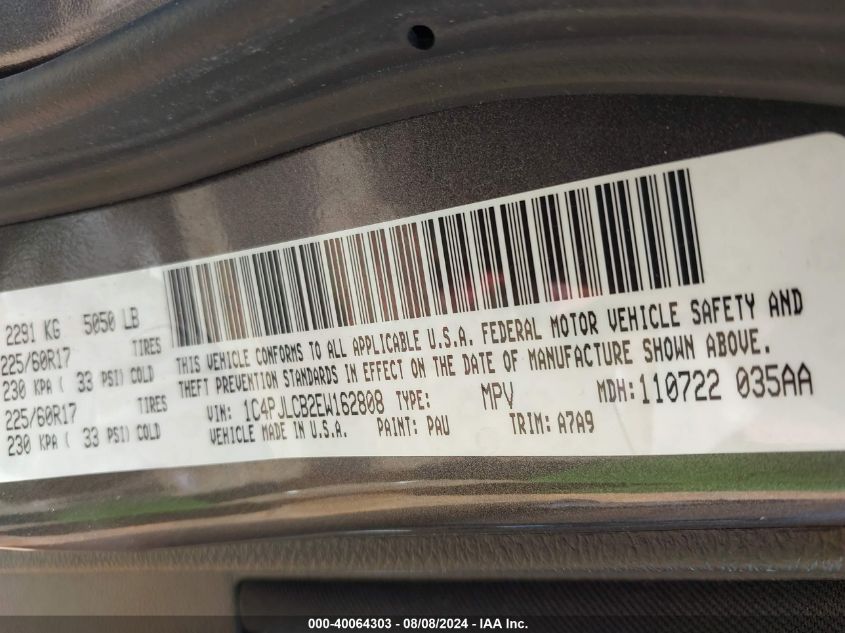 2291 KG 5050 LB
225/60R17 TIRES
230 KPA ( 33 PSI) COLD
225/60R17 TIRES
230 KPA ( 33 PSI) COLD
THIS VEHICLE CONFORMS TO ALL APPLICABLE U.S.A. FEDERAL MOTOR VEHICLE SAFETY AND
THEFT PREVENTION STANDARDS IN EFFECT ON THE DATE OF MANUFACTURE SHOWN ABOVE.
VIN: 1C4PJLCB2EW162808 TYPE: MPV MDH:110722 035AA
VEHICLE MADE IN U.S.A. PAINT: PAU TRIM: A7A9
000-40064303 - 08/08/2024 - IAA Inc.